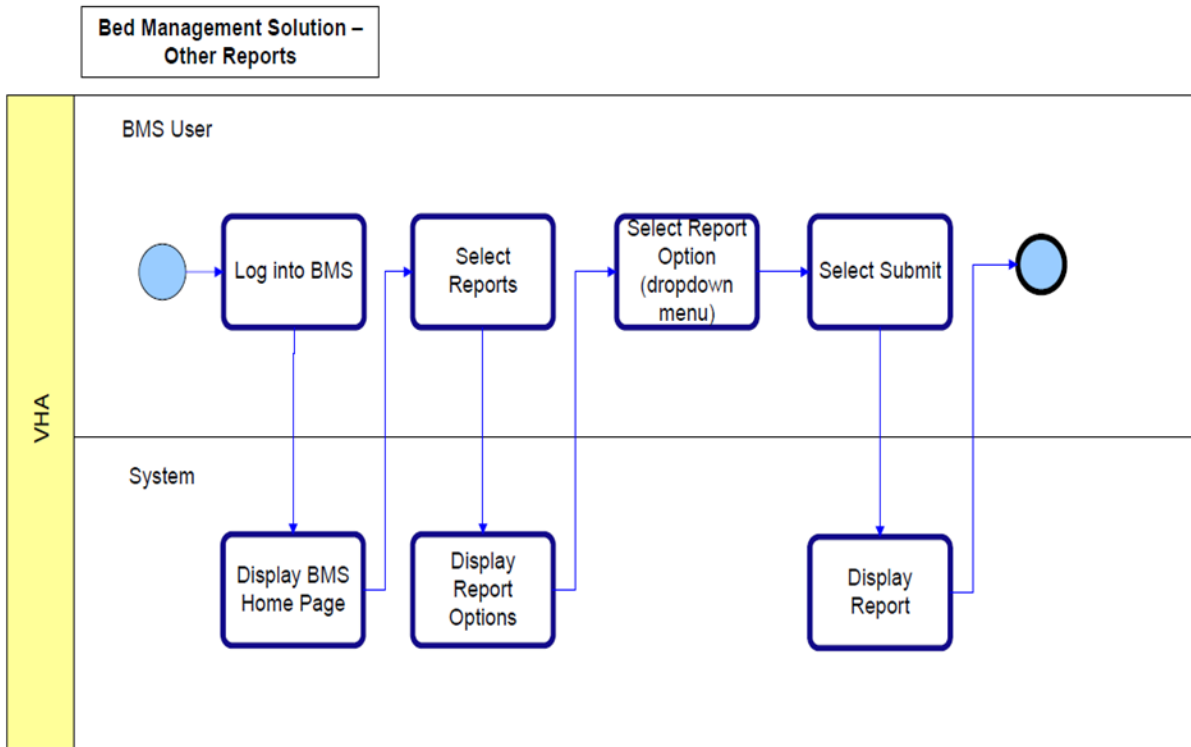 Bed Management Solution –
Other Reports
VHA
BMS User
Log into BMS
Select
Reports
Select Report
Option
(dropdown
menu)
Select Submit
System
Display BMS
Home Page
Display
Report
Options
Display
Report